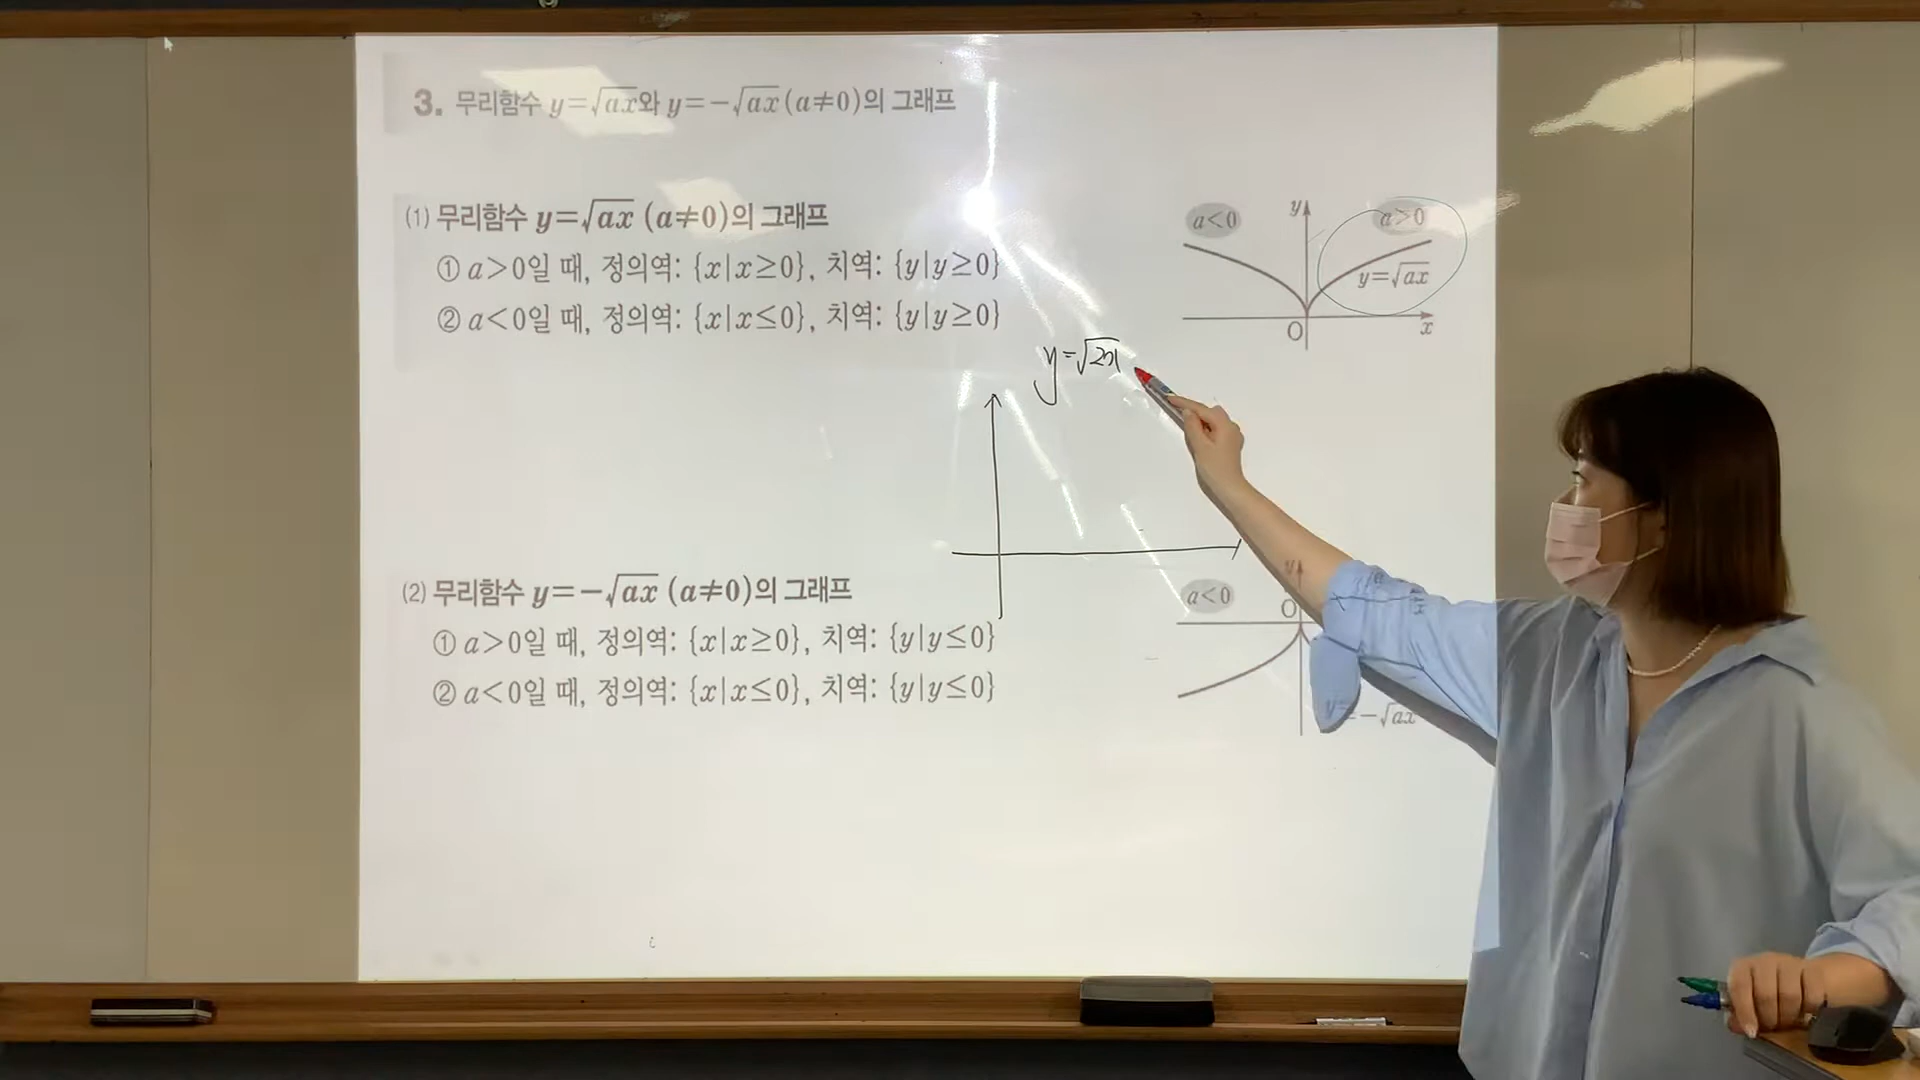 3. 무리함수 y=√ax와 y=-√ax(a≠0)의 그래프
(1) 무리함수 y=√ax (a≠0)의 그래프
① a>0일 때, 정의역: {x|x≥0}, 치역: {y|y≥0}
② a<0일 때, 정의역: {x|x≤0}, 치역: {y|y≥0}
a<0
y
a>0
y=√ax
O
x
y=√2x
(2) 무리함수 y=-√ax (a≠0)의 그래프
① a>0일 때, 정의역: {x|x≥0}, 치역: {y|y≤0}
② a<0일 때, 정의역: {x|x≤0}, 치역: {y|y≤0}
a<0
y
O
y=-√ax